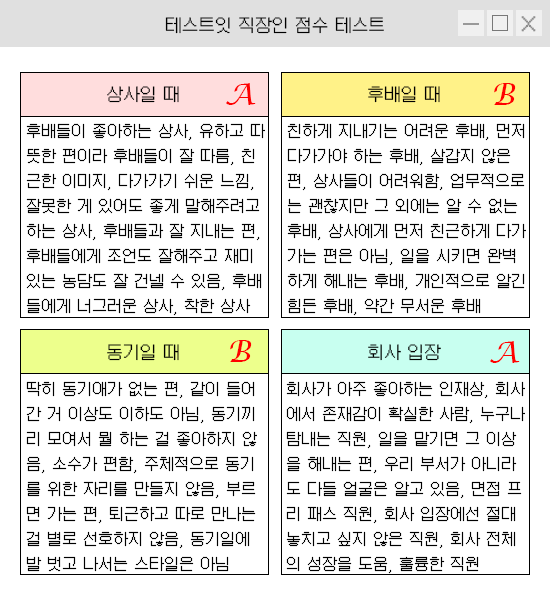 테스트잇 직장인 점수 테스트
상사일 때 A
후배들이 좋아하는 상사, 유하고 따
뜻한 편이라 후배들이 잘 따름, 친
근한 이미지, 다가가기 쉬운 느낌,
잘못한 게 있어도 좋게 말해주려고
하는 상사, 후배들과 잘 지내는 편,
후배들에게 조언도 잘해주고 재미
있는 농담도 잘 건넬 수 있음, 후배
들에게 너그러운 상사, 착한 상사
후배일 때 B
친하게 지내기는 어려운 후배, 먼저
다가가야 하는 후배, 살갑지 않은
편, 상사들이 어려워함, 업무적으로
는 괜찮지만 그 외에는 알 수 없는
후배, 상사에게 먼저 친근하게 다가
가는 편은 아님, 일을 시키면 완벽
하게 해내는 후배, 개인적으로 알긴
힘든 후배, 약간 무서운 후배
동기일 때 B
딱히 동기애가 없는 편, 같이 들어
간 거 이상도 이하도 아님, 동기끼
리 모여서 뭘 하는 걸 좋아하지 않
음, 소수가 편함, 주체적으로 동기
를 위한 자리를 만들지 않음, 부르
면 가는 편, 퇴근하고 따로 만나는
걸 별로 선호하지 않음, 동기일에
발 벗고 나서는 스타일은 아님
회사 입장 A
회사가 아주 좋아하는 인재상, 회사
에서 존재감이 확실한 사람, 누구나
탐내는 직원, 일을 맡기면 그 이상
을 해내는 편, 우리 부서가 아니라
도 다들 얼굴은 알고 있음, 면접 프
리 패스 직원, 회사 입장에선 절대
놓치고 싶지 않은 직원, 회사 전체
의 성장을 도움, 훌륭한 직원